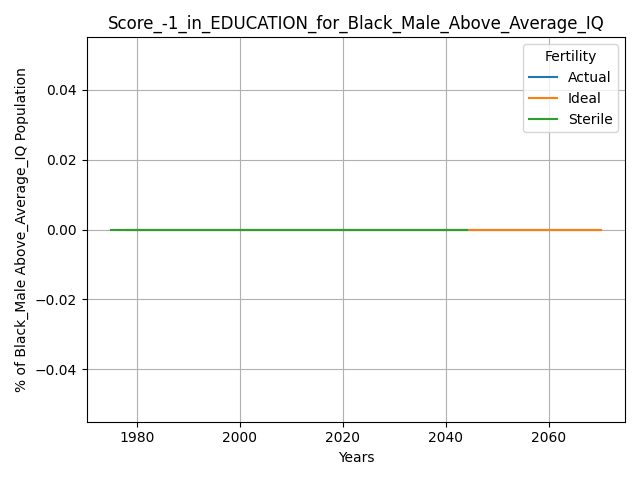 Score_-1_in_EDUCATION_for_Black_Male_Above_Average_IQ
% of Black_Male Above_Average_IQ Population
0.04
0.02
0.00
−0.02
−0.04
Fertility
Actual
Ideal
Sterile
1980
2000
2020
2040
2060
Years